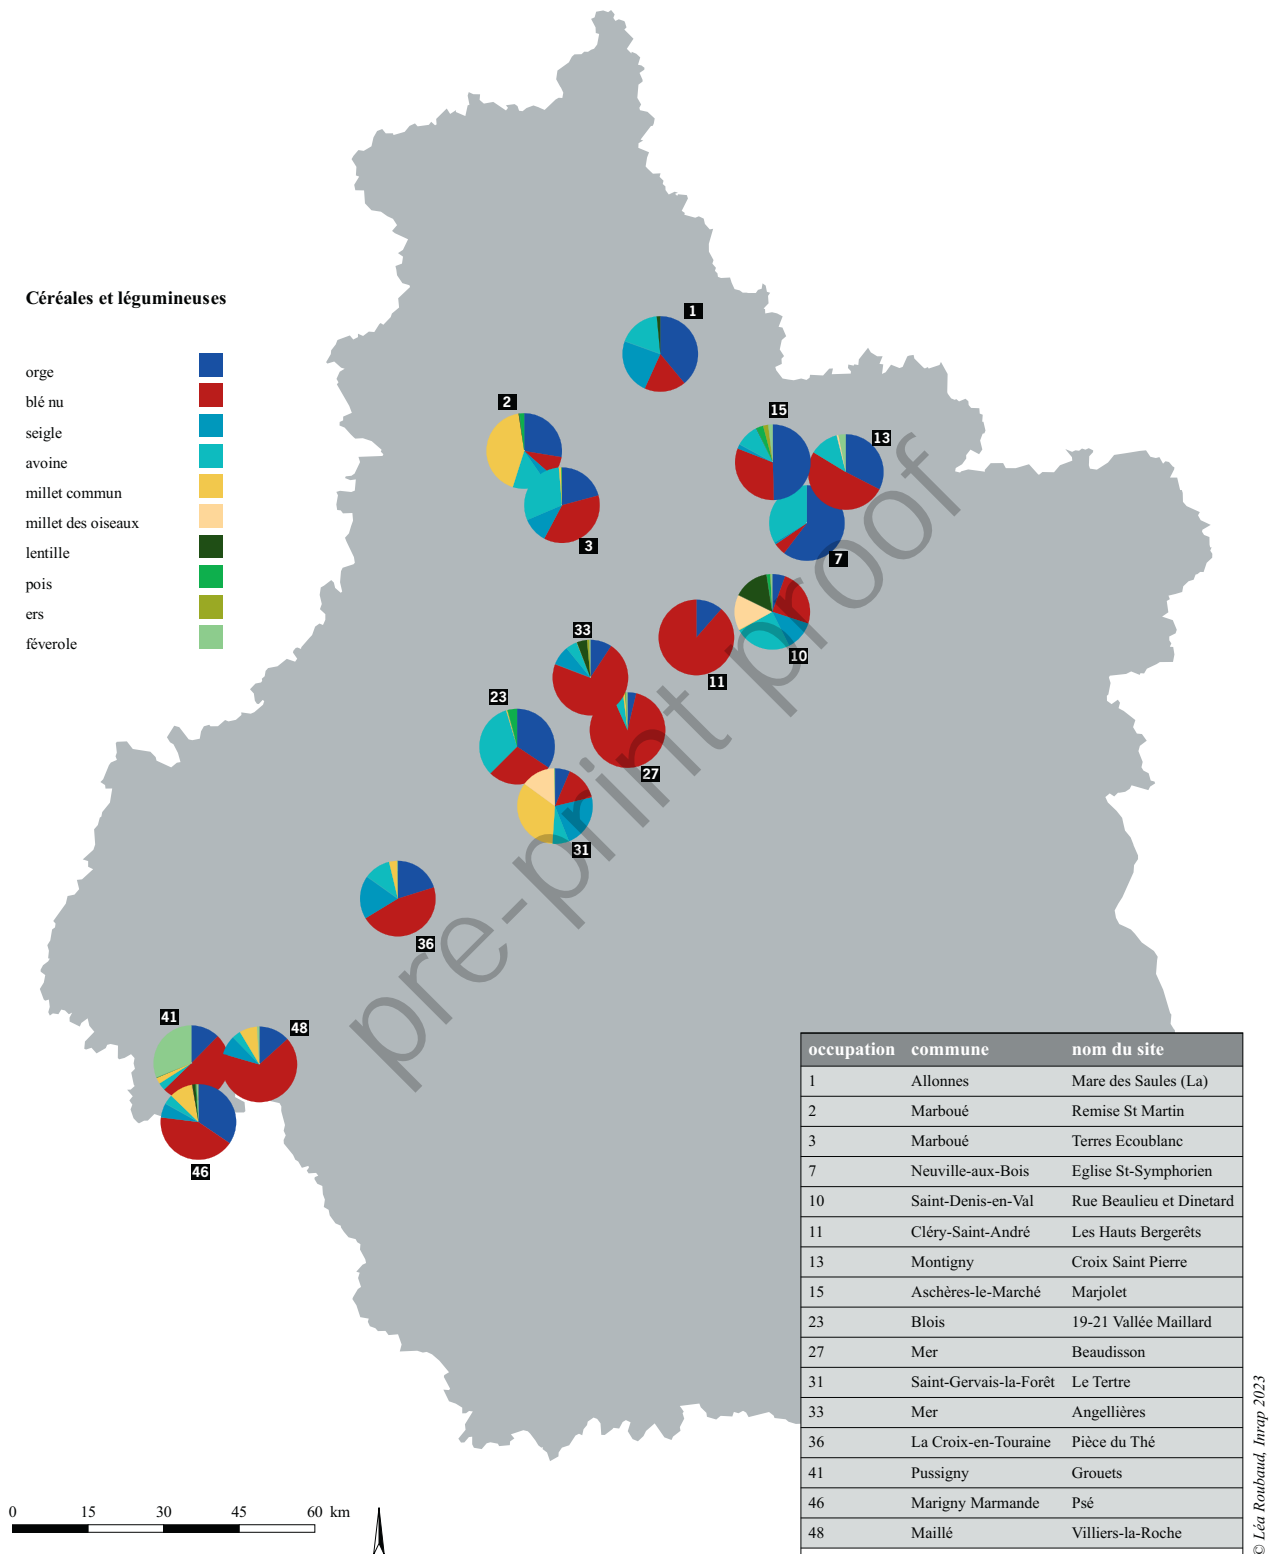 1
2
15
13
3
7
33
10
11
23
27
31
36
41
48
46
Céréales et légumineuses
orge
blé nu
seigle
avoine
millet commun
millet des oiseaux
lentille
pois
ers
féverole
pre-print proof
occupation commune nom du site
1 Allonnes Mare des Saules (La)
2 Marboué Remise St Martin
3 Marboué Terres Ecoublanc
7 Neuville-aux-Bois Eglise St-Symphorien
10 Saint-Denis-en-Val Rue Beaulieu et Dinetard
11 Cléry-Saint-André Les Hauts Bergerêts
13 Montigny Croix Saint Pierre
15 Aschères-le-Marché Marjolet
23 Blois 19-21 Vallée Maillard
27 Mer Beaudisson
31 Saint-Gervais-la-Forêt Le Tertre
33 Mer Angellières
36 La Croix-en-Touraine Pièce du Thé
41 Pussigny Grouets
46 Marigny Marmande Psé
48 Maillé Villiers-la-Roche
0 15 30 45 60 km
© Léa Roubaud, Inrap 2023